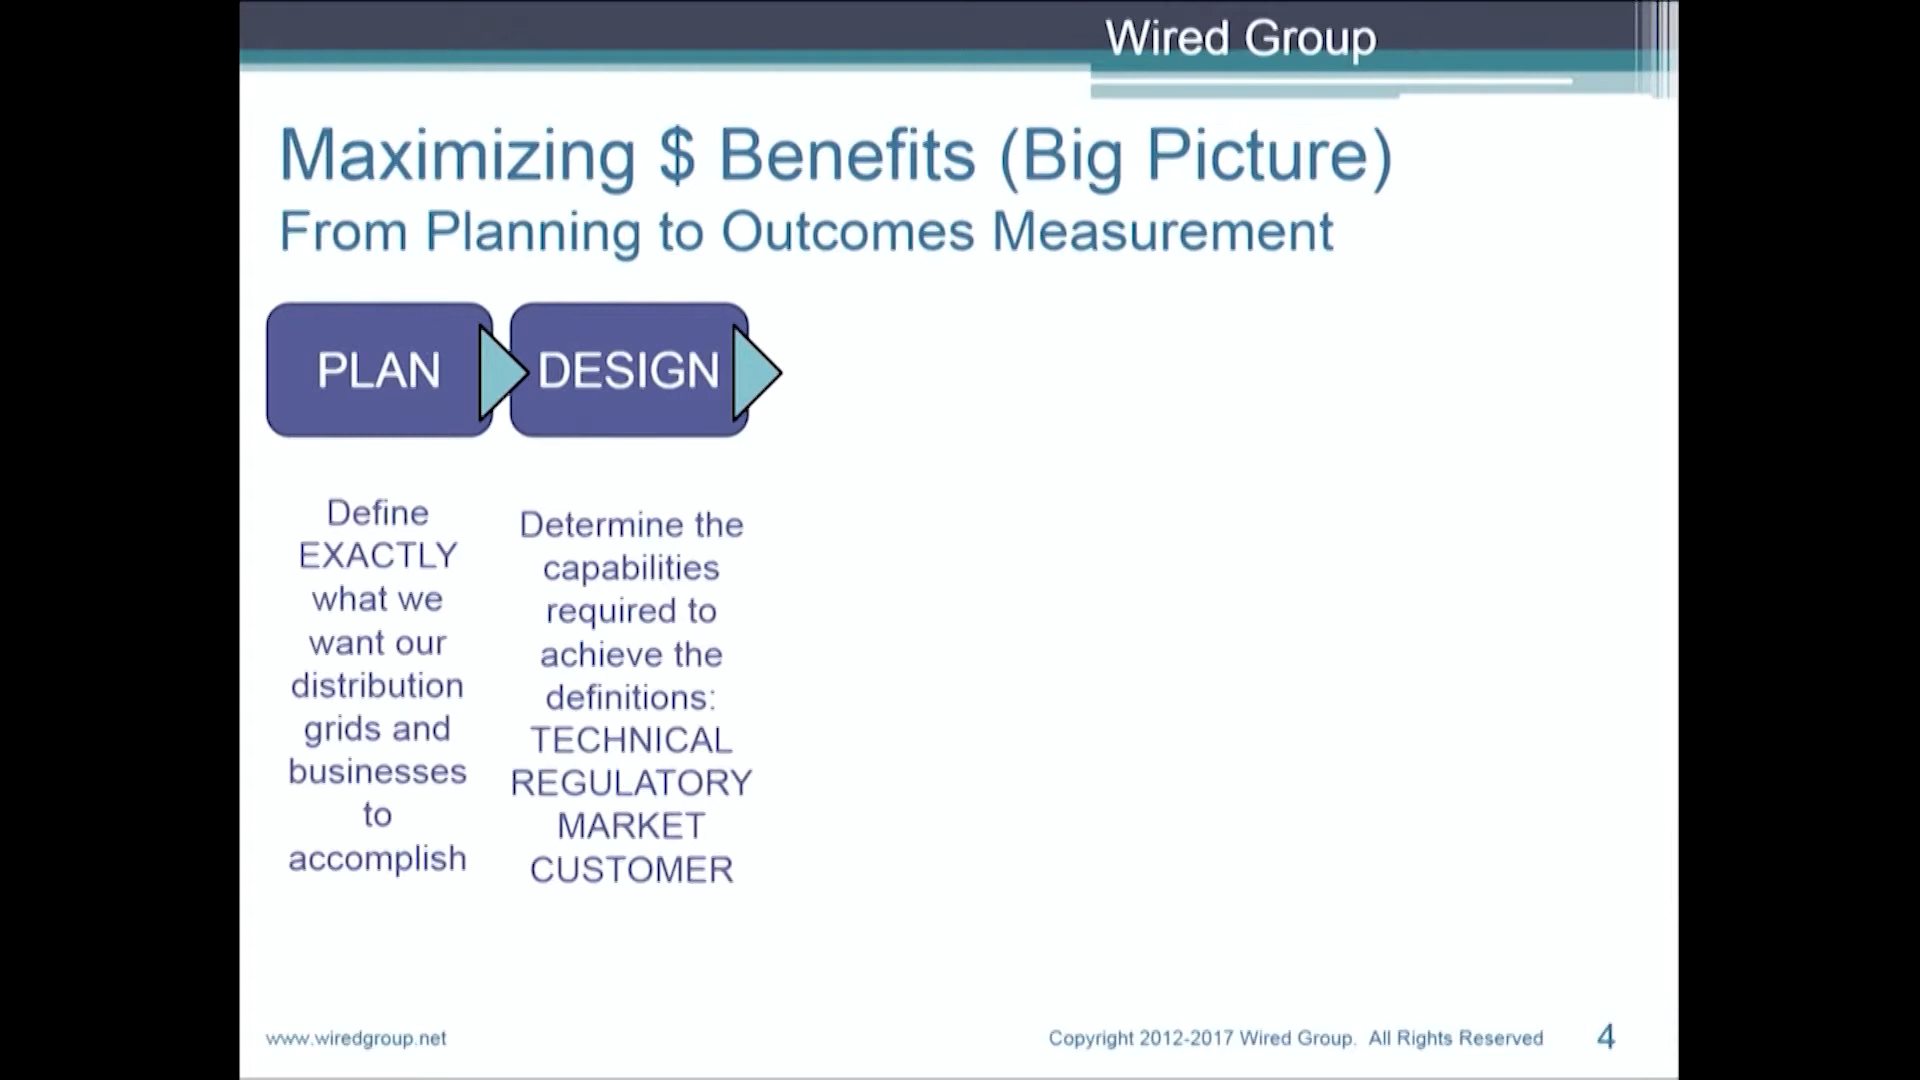 Wired Group
Maximizing $ Benefits (Big Picture)
From Planning to Outcomes Measurement
PLAN
DESIGN
Define
EXACTLY
what we
want our
distribution
grids and
businesses
to
accomplish
Determine the
capabilities
required to
achieve the
definitions:
TECHNICAL
REGULATORY
MARKET
CUSTOMER
www.wiredgroup.net
Copyright 2012-2017 Wired Group. All Rights Reserved
4